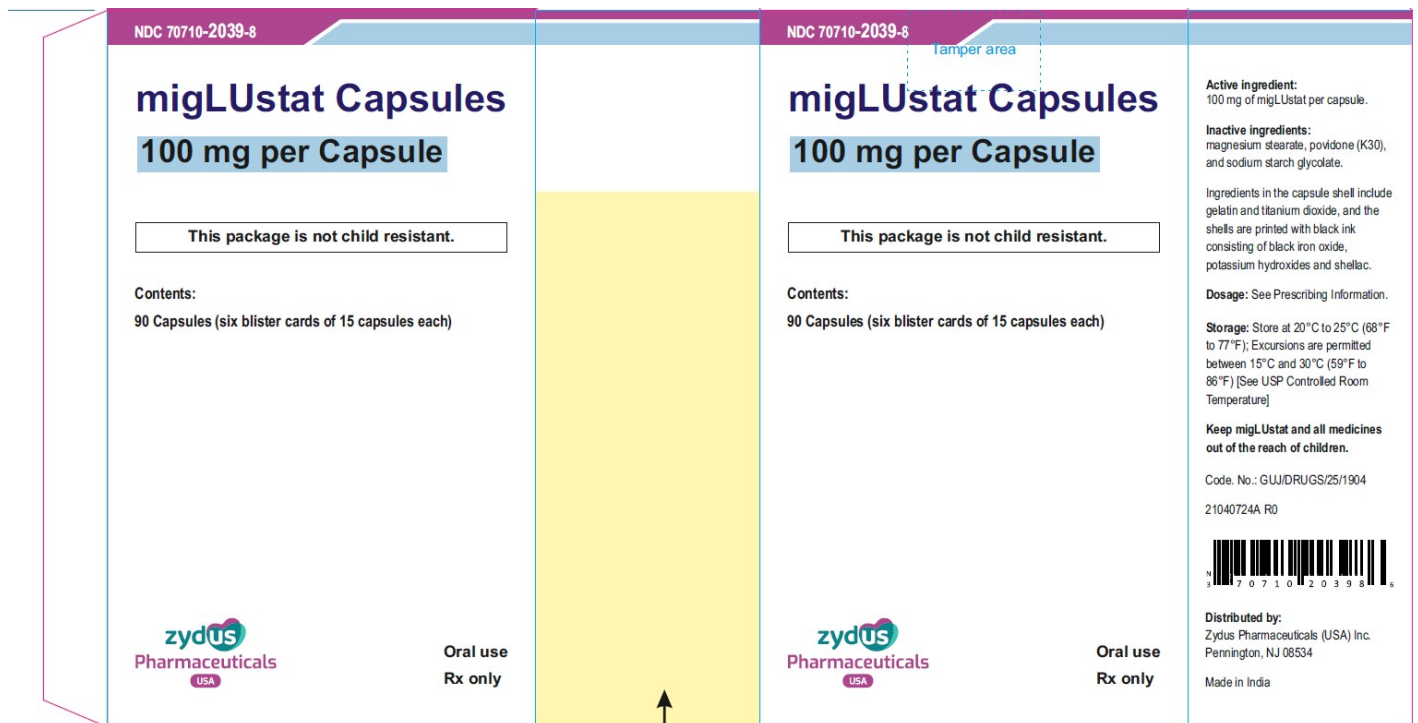 NDC 70710-2039-8
migLUstat Capsules
100 mg per Capsule
This package is not child resistant.
Contents:
90 Capsules (six blister cards of 15 capsules each)
zydus
Pharmaceuticals
USA
Oral use
Rx only
NDC 70710-2039-8
Tamper area
migLUstat Capsules
100 mg per Capsule
This package is not child resistant.
Contents:
90 Capsules (six blister cards of 15 capsules each)
zydus
Pharmaceuticals
USA
Oral use
Rx only
Active ingredient:
100 mg of migLUstat per capsule.
Inactive ingredients:
magnesium stearate, povidone (K30),
and sodium starch glycolate.
Ingredients in the capsule shell include
gelatin and titanium dioxide, and the
shells are printed with black ink
consisting of black iron oxide,
potassium hydroxides and shellac.
Dosage: See Prescribing Information.
Storage: Store at 20°C to 25°C (68°F
to 77°F); Excursions are permitted
between 15°C and 30°C (59°F to
86°F) [See USP Controlled Room
Temperature]
Keep migLUstat and all medicines
out of the reach of children.
Code. No.: GUJ/DRUGS/25/1904
21040724A R0
N
3 70710 20398 6
Distributed by:
Zydus Pharmaceuticals (USA) Inc.
Pennington, NJ 08534
Made in India